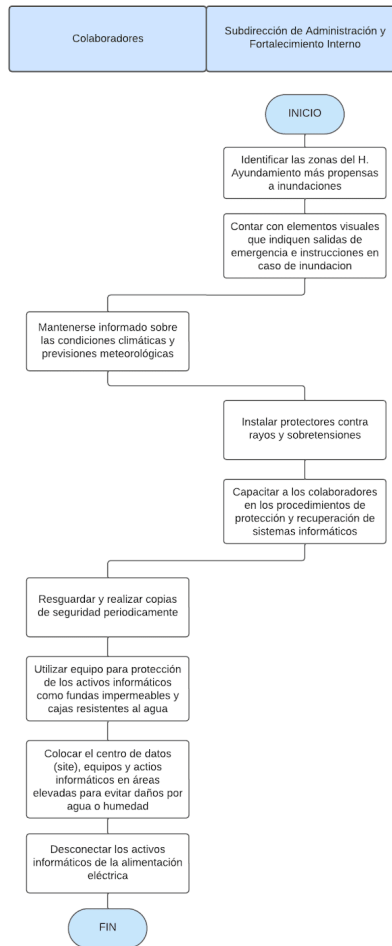 Colaboradores
Subdirección de Administración y
Fortalecimiento Interno
INICIO
Identificar las zonas del H.
Ayundamiento más propensas
a inundaciones
Contar con elementos visuales
que indiquen salidas de
emergencia e instrucciones en
caso de inundacion
Mantenerse informado sobre
las condiciones climáticas y
previsiones meteorológicas
Instalar protectores contra
rayos y sobretensiones
Capacitar a los colaboradores
en los procedimientos de
protección y recuperación de
sistemas informáticos
Resguardar y realizar copias
de seguridad periodicamente
Utilizar equipo para protección
de los activos informáticos
como fundas impermeables y
cajas resistentes al agua
Colocar el centro de datos
(site), equipos y actios
informáticos en áreas
elevadas para evitar daños por
agua o humedad
Desconectar los activos
informáticos de la alimentación
eléctrica
FIN